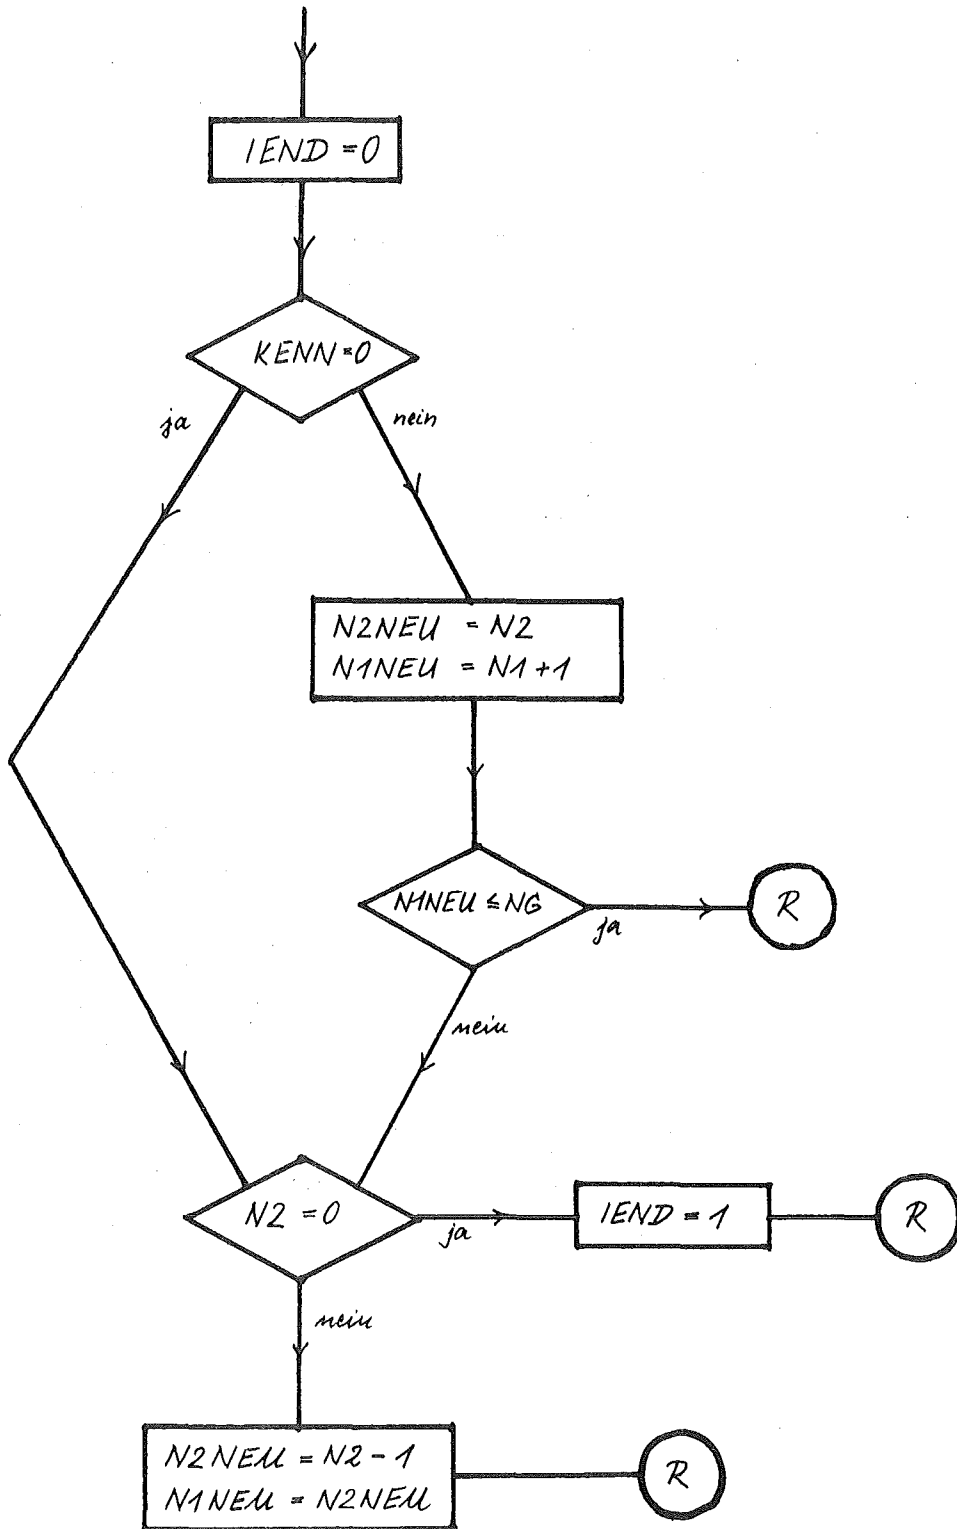 IEND = 0
KENN = 0
ja
nein
N2NEU = N2
N1NEU = N1 + 1
N1NEU ≤ NG
ja
R
nein
N2 = 0
ja
IEND = 1
R
nein
N2NEU = N2 - 1
N1NEU = N2NEU
R